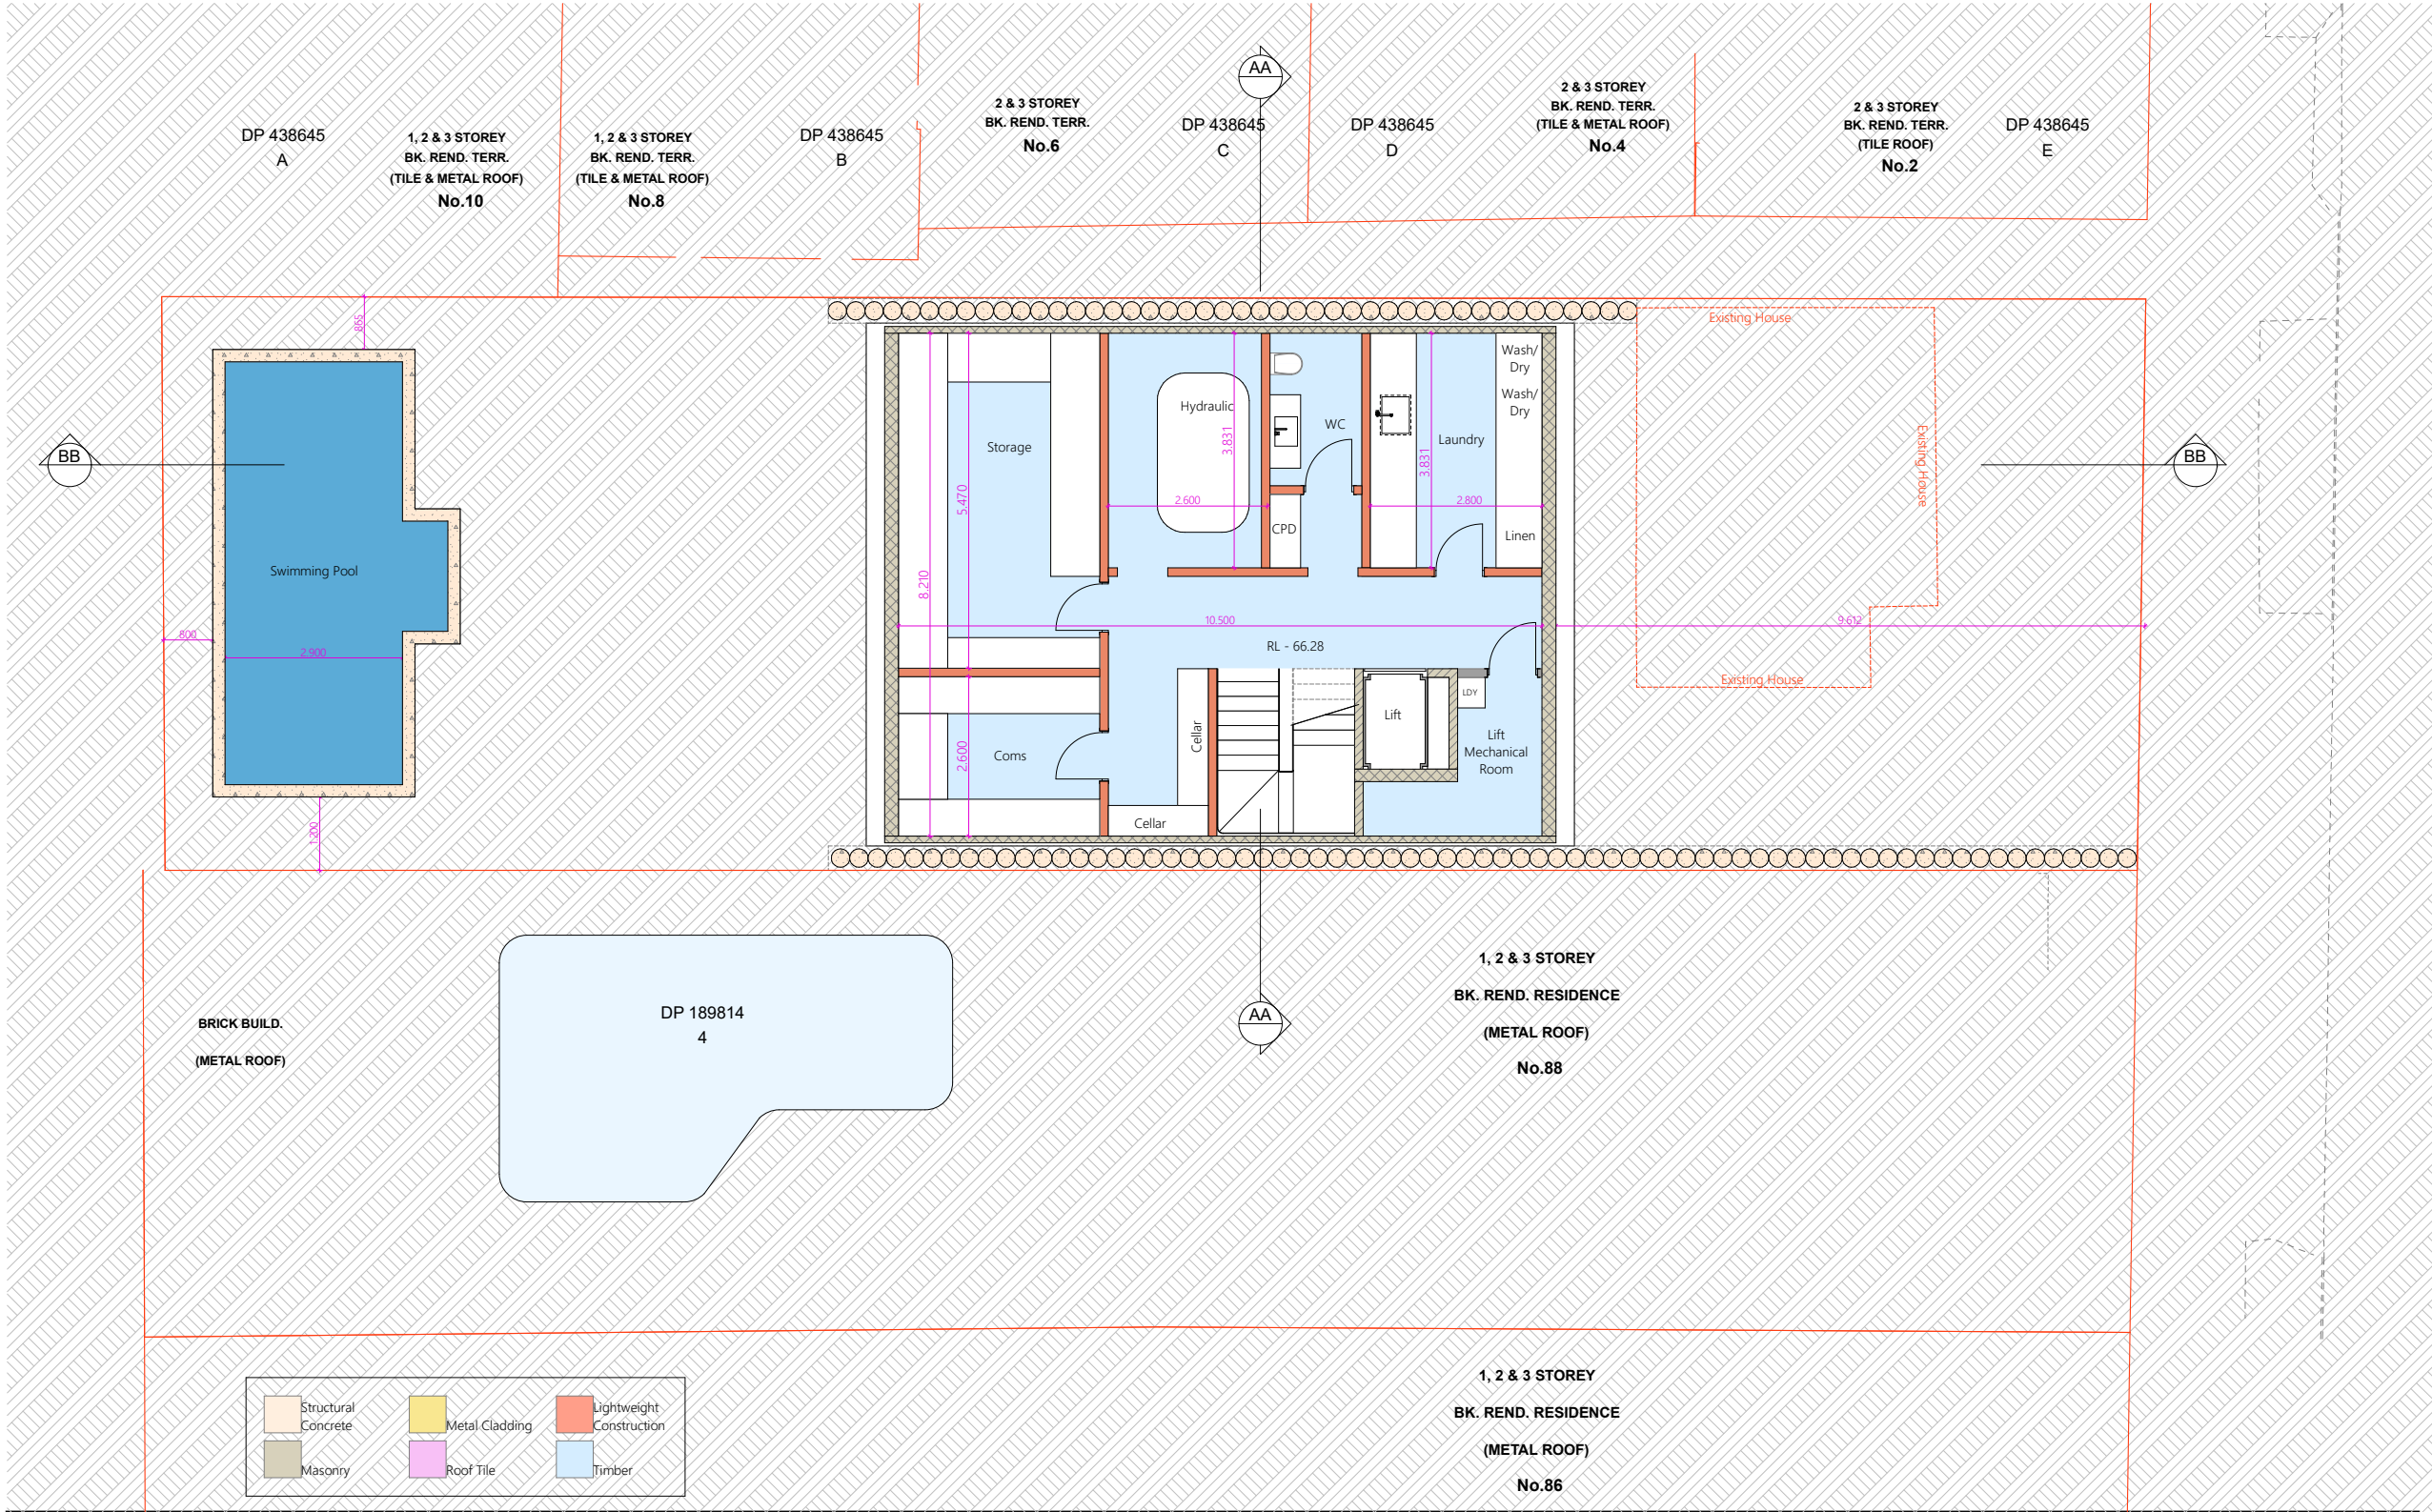 AA
DP 438645
A
1, 2 & 3 STOREY
BK. REND. TERR.
(TILE & METAL ROOF)
No.10
1, 2 & 3 STOREY
BK. REND. TERR.
(TILE & METAL ROOF)
No.8
DP 438645
B
2 & 3 STOREY
BK. REND. TERR.
No.6
DP 438645
C
DP 438645
D
2 & 3 STOREY
BK. REND. TERR.
(TILE & METAL ROOF)
No.4
2 & 3 STOREY
BK. REND. TERR.
(TILE ROOF)
No.2
DP 438645
E
865
BB
Swimming Pool
800
2.900
1.200
Storage
5.470
8.210
Hydraulic
3.831
2.600
WC
CPD
3.831
Laundry
2.800
Wash/
Dry
Wash/
Dry
Linen
10.500
RL - 66.28
9.612
Existing House
Existing House
Existing House
BB
Coms
2.600
Cellar
Cellar
Lift
LDY
Lift
Mechanical
Room
AA
BRICK BUILD.
(METAL ROOF)
DP 189814
4
1, 2 & 3 STOREY
BK. REND. RESIDENCE
(METAL ROOF)
No.88
1, 2 & 3 STOREY
BK. REND. RESIDENCE
(METAL ROOF)
No.86
Structural
Concrete
Metal Cladding
Lightweight
Construction
Masonry
Roof Tile
Timber